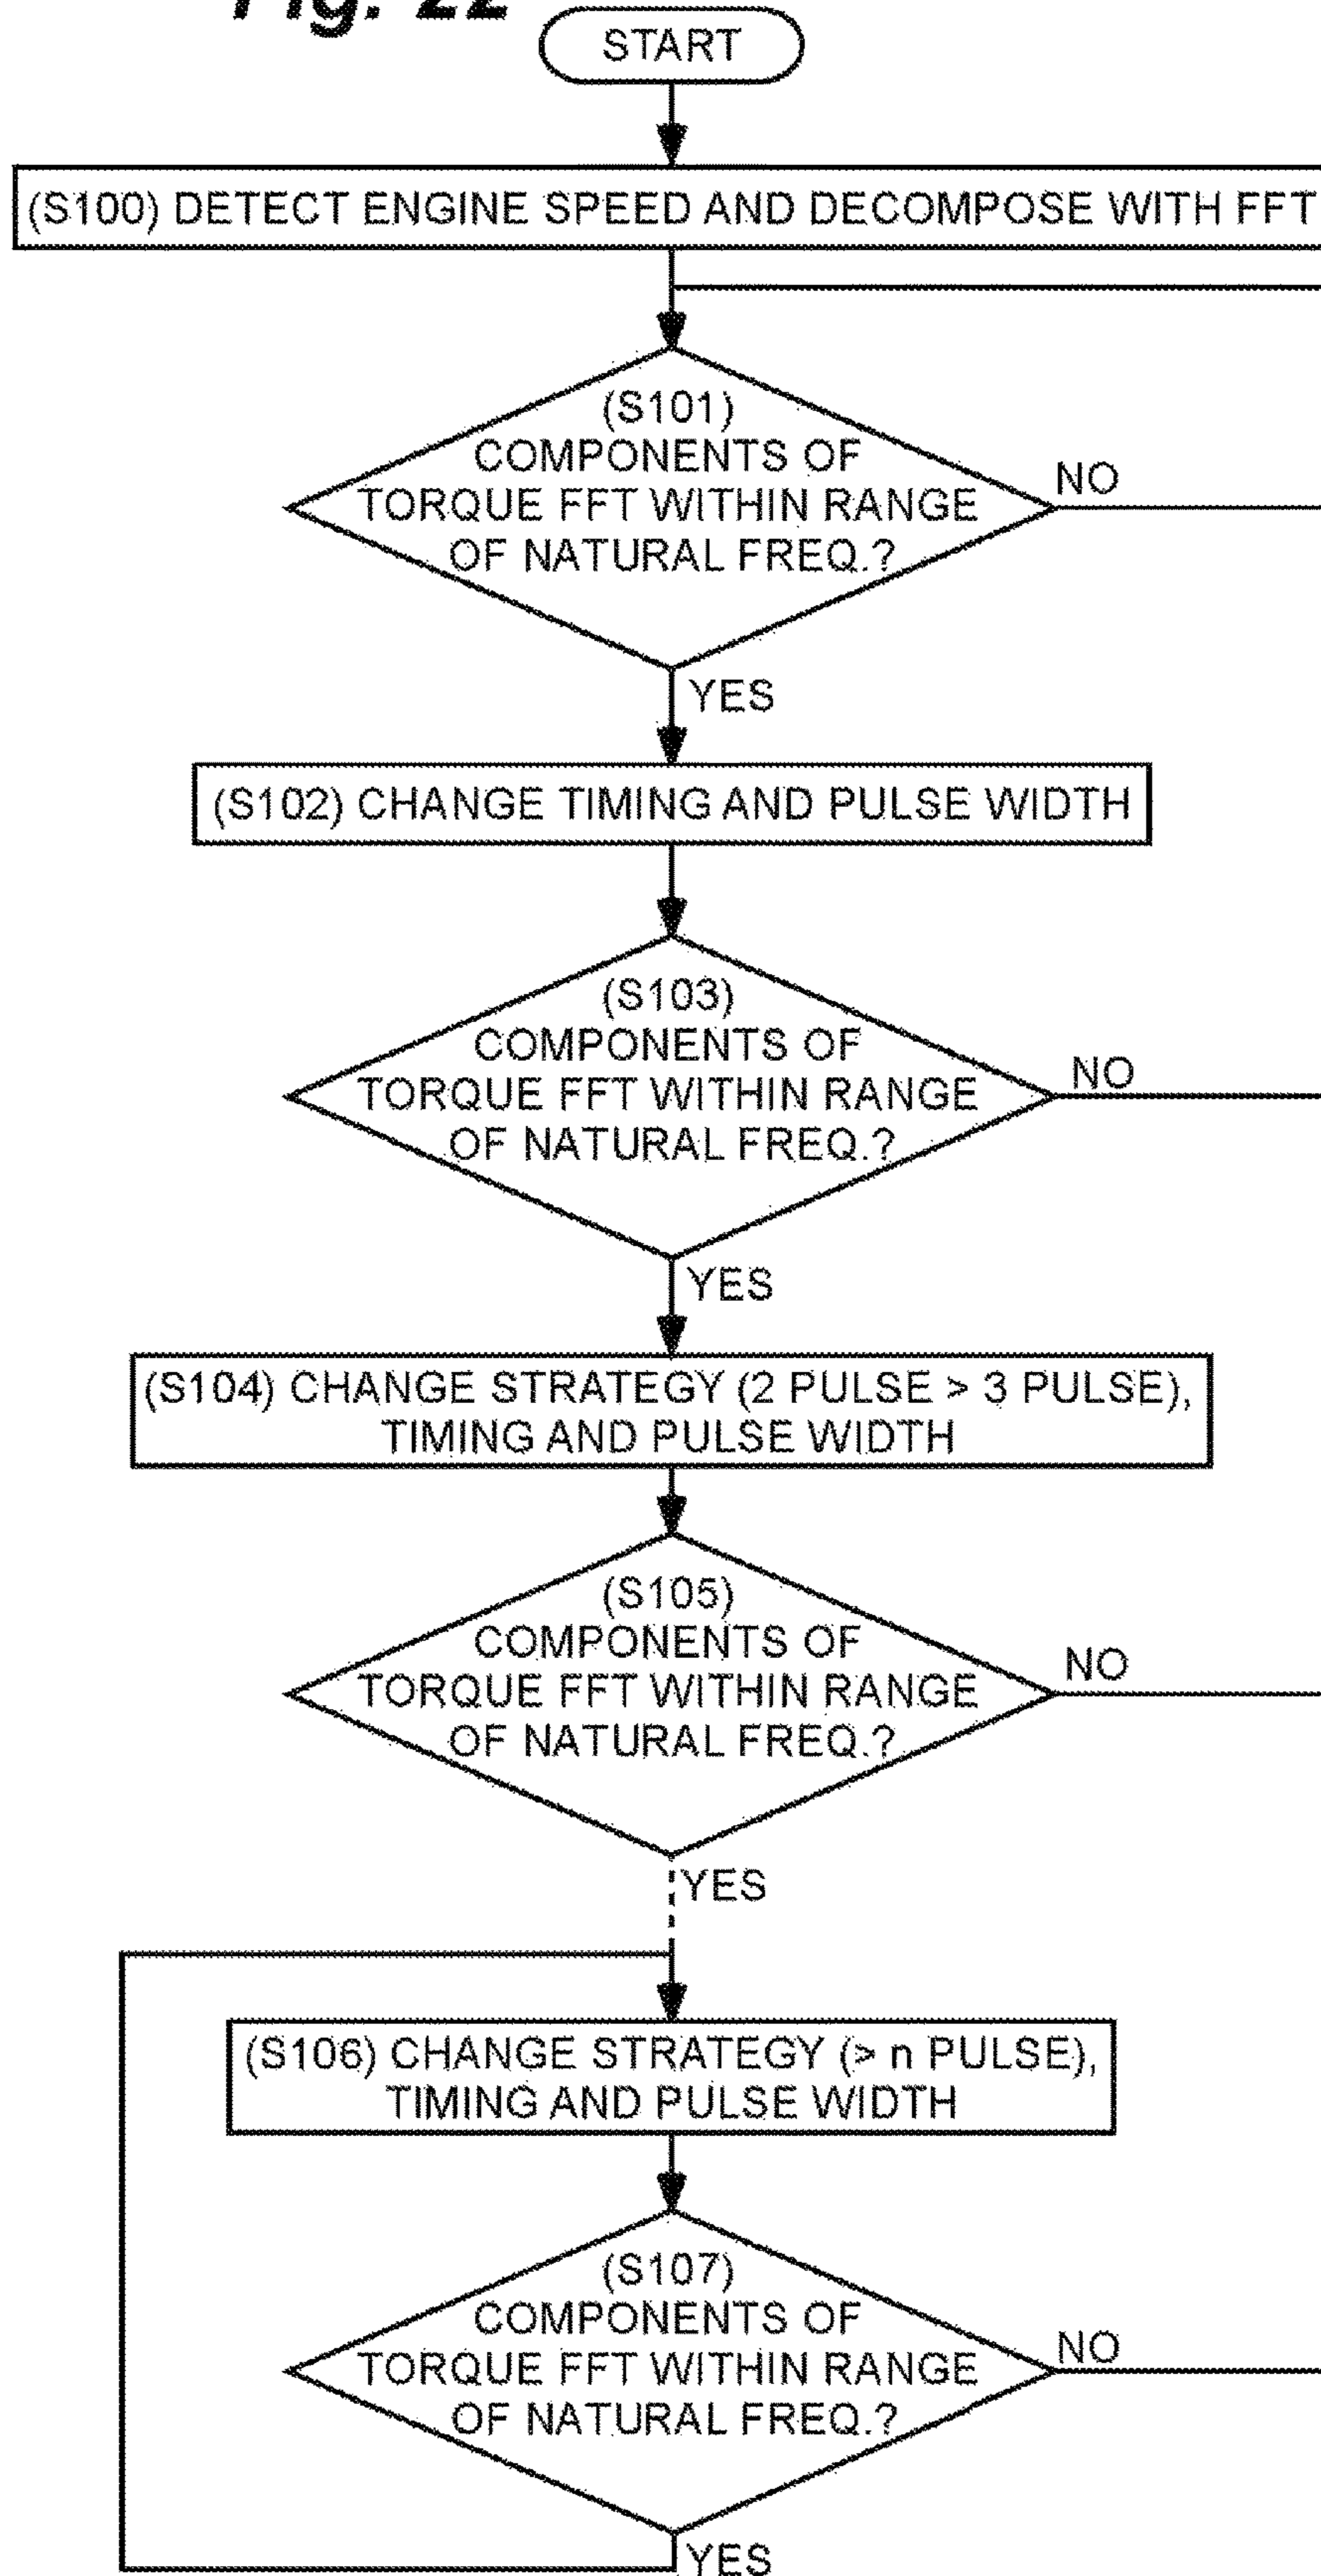 Fig. 22
START
(S100) DETECT ENGINE SPEED AND DECOMPOSE WITH FFT
(S101)
COMPONENTS OF
TORQUE FFT WITHIN RANGE
OF NATURAL FREQ.?
NO
YES
(S102) CHANGE TIMING AND PULSE WIDTH
(S103)
COMPONENTS OF
TORQUE FFT WITHIN RANGE
OF NATURAL FREQ.?
NO
YES
(S104) CHANGE STRATEGY (2 PULSE > 3 PULSE),
TIMING AND PULSE WIDTH
(S105)
COMPONENTS OF
TORQUE FFT WITHIN RANGE
OF NATURAL FREQ.?
NO
YES
(S106) CHANGE STRATEGY (> n PULSE),
TIMING AND PULSE WIDTH
(S107)
COMPONENTS OF
TORQUE FFT WITHIN RANGE
OF NATURAL FREQ.?
NO
YES